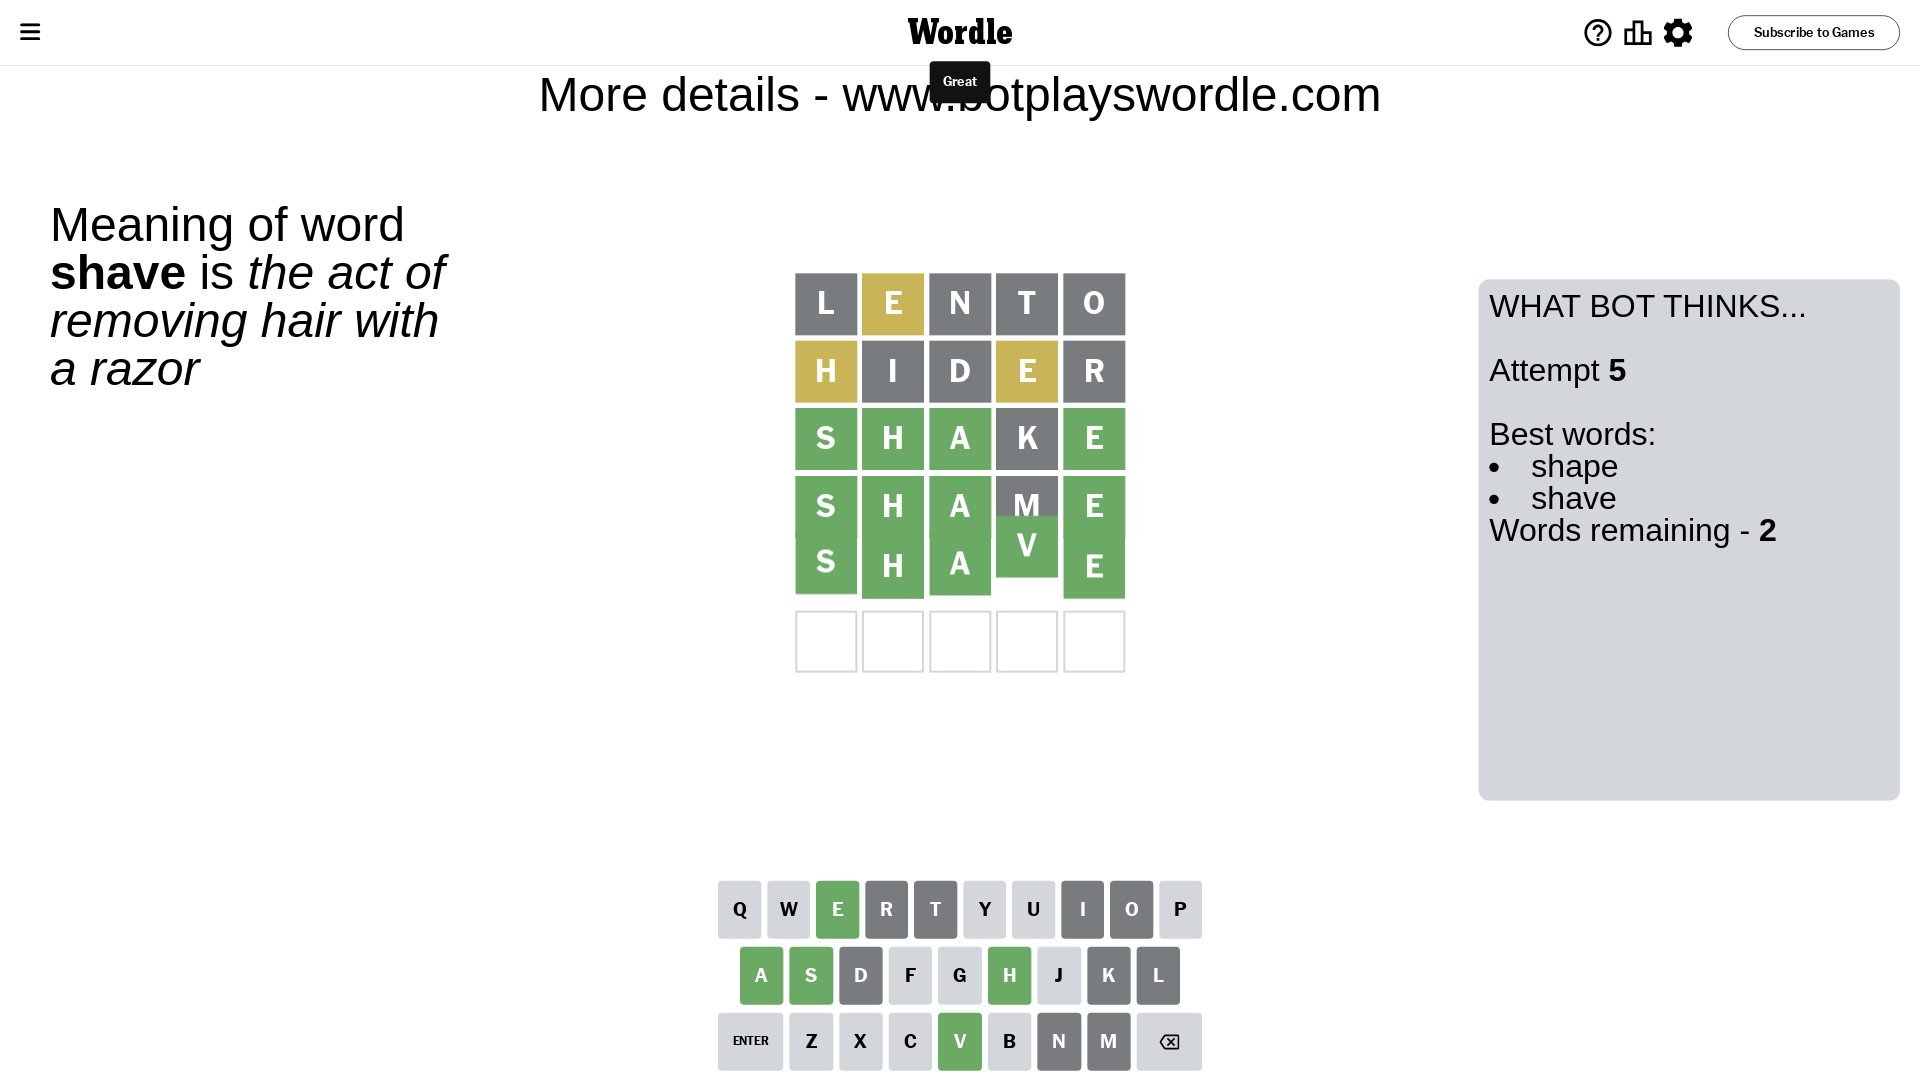 Wordle
Subscribe to Games
Great
More details - www.botplayswordle.com
Meaning of word
shave is the act of
removing hair with
a razor
L E N T O
H I D E R
S H A K E
S H A M E
S H A V E
WHAT BOT THINKS...
Attempt 5
Best words:
• shape
• shave
Words remaining - 2
Q W E R T Y U I O P
A S D F G H J K L
ENTER Z X C V B N M